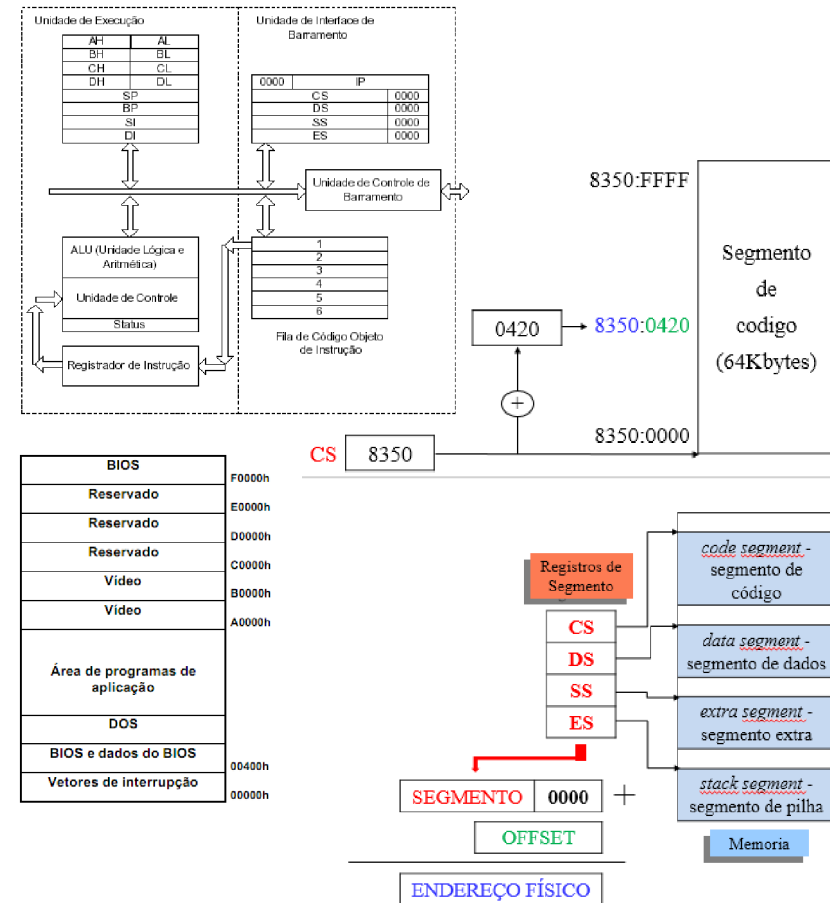 Unidade de Execução
Unidade de Interface de
Barramento
AH AL
BH BL
CH CL
DH DL
SP
BP
SI
DI
0000 IP
CS 0000
DS 0000
SS 0000
ES 0000
Unidade de Controle de
Barramento
ALU (Unidade Lógica e
Aritmética)
Unidade de Controle
Status
Registrador de Instrução
1
2
3
4
5
6
Fila de Código Objeto
de Instrução
8350:FFFF
Segmento
de
codigo
(64Kbytes)
0420
8350:0420
+
8350:0000
CS 8350
BIOS
F0000h
Reservado
E0000h
Reservado
D0000h
Reservado
C0000h
Vídeo
B0000h
Vídeo
A0000h
Área de programas de
aplicação
DOS
BIOS e dados do BIOS
00400h
Vetores de interrupção
00000h
Registros de
Segmento
CS
DS
SS
ES
code segment -
segmento de
código
data segment -
segmento de dados
extra segment -
segmento extra
stack segment -
segmento de pilha
Memoria
SEGMENTO 0000 +
OFFSET
ENDEREÇO FÍSICO